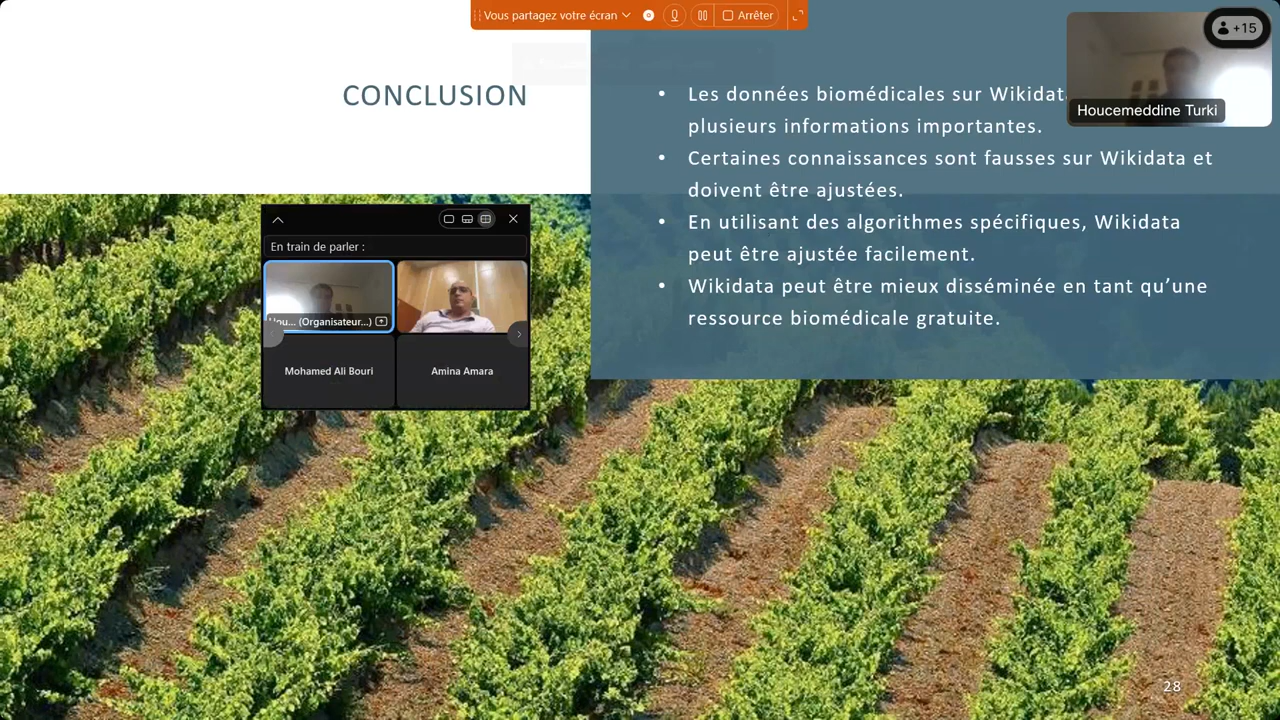 Vous partagez votre écran
Arrêter
+15
Houcemeddine Turki
CONCLUSION
• Les données biomédicales sur
plusieurs informations importantes.
• Certaines connaissances sont fausses sur Wikidata et
doivent être ajustées.
• En utilisant des algorithmes spécifiques, Wikidata
peut être ajustée facilement.
• Wikidata peut être mieux disséminée en tant qu’une
ressource biomédicale gratuite.
En train de parler :
(Organisateur...)
Mohamed Ali Bouri
Amina Amara
28